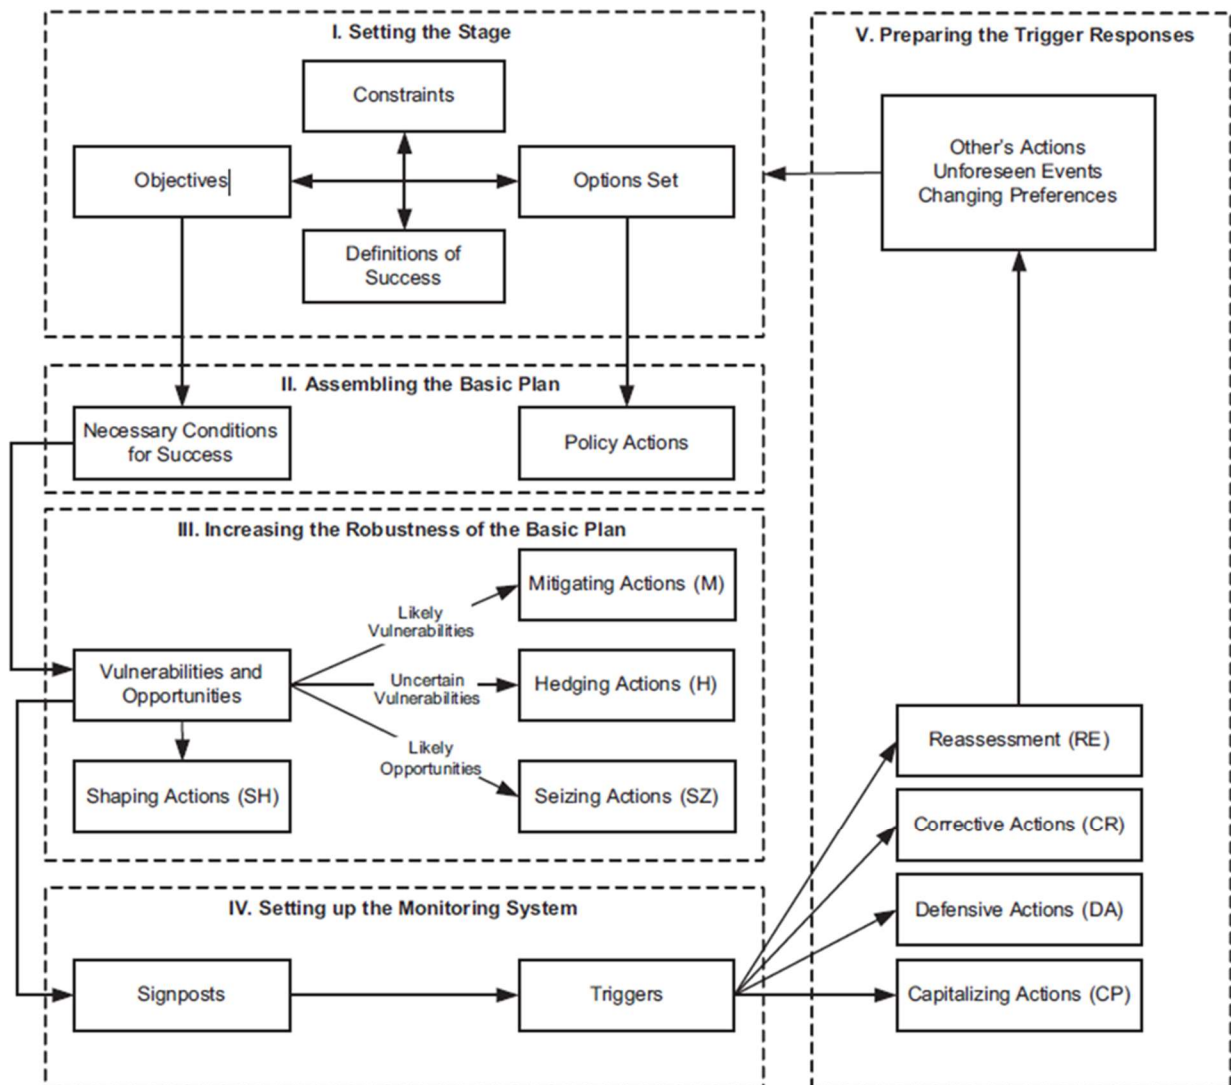 I. Setting the Stage
Constraints
Objectives
Options Set
Definitions of
Success
II. Assembling the Basic Plan
Necessary Conditions
for Success
Policy Actions
III. Increasing the Robustness of the Basic Plan
Mitigating Actions (M)
Likely
Vulnerabilities
Vulnerabilities and
Opportunities
Uncertain
Vulnerabilities
Hedging Actions (H)
Likely
Opportunities
Shaping Actions (SH)
Seizing Actions (SZ)
IV. Setting up the Monitoring System
Signposts
Triggers
V. Preparing the Trigger Responses
Other's Actions
Unforeseen Events
Changing Preferences
Reassessment (RE)
Corrective Actions (CR)
Defensive Actions (DA)
Capitalizing Actions (CP)